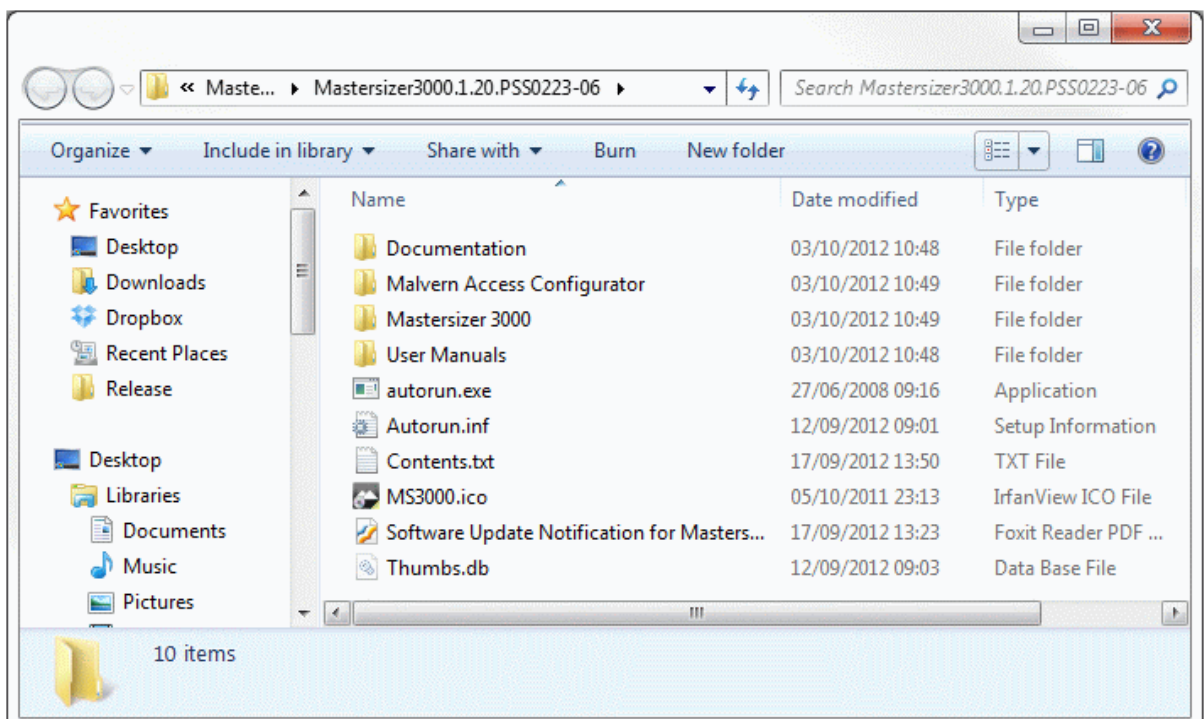 « Maste... Mastersizer3000.1.20.PSS0223-06 Search Mastersizer3000.1.20.PSS0223-06
Organize Include in library Share with Burn New folder
Favorites
Desktop
Downloads
Dropbox
Recent Places
Release
Desktop
Libraries
Documents
Music
Pictures
Name Date modified Type
Documentation 03/10/2012 10:48 File folder
Malvern Access Configurator 03/10/2012 10:49 File folder
Mastersizer 3000 03/10/2012 10:49 File folder
User Manuals 03/10/2012 10:48 File folder
autorun.exe 27/06/2008 09:16 Application
Autorun.inf 12/09/2012 09:01 Setup Information
Contents.txt 17/09/2012 13:50 TXT File
MS3000.ico 05/10/2011 23:13 IrfanView ICO File
Software Update Notification for Masters... 17/09/2012 13:23 Foxit Reader PDF ...
Thumbs.db 12/09/2012 09:03 Data Base File
10 items